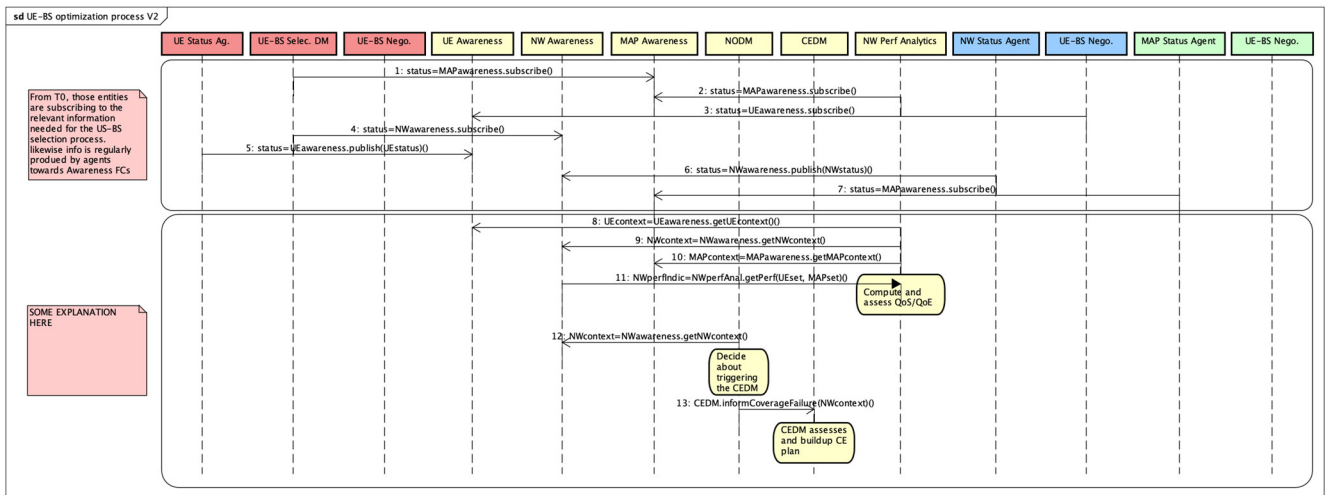 sd UE-BS optimization process V2
UE Status Ag.
UE-BS Selec. DM
UE-BS Nego.
UE Awareness
NW Awareness
MAP Awareness
NODM
CEDM
NW Perf Analytics
NW Status Agent
UE-BS Nego.
MAP Status Agent
UE-BS Nego.
From T0, those entities
are subscribing to the
relevant information
needed for the US-BS
selection process.
likewise info is regularly
produed by agents
towards Awareness FCs
1: status=MAPawareness.subscribe()
2: status=MAPawareness.subscribe()
3: status=UEawareness.subscribe()
4: status=NWawareness.subscribe()
5: status=UEawareness.publish(UEstatus)()
6: status=NWawareness.publish(NWstatus)()
7: status=MAPawareness.subscribe()
8: UEcontext=UEawareness.getUEcontext()()
9: NWcontext=NWawareness.getNWcontext()
10: MAPcontext=MAPawareness.getMAPcontext()
11: NWperfIndic=NWperfAnal.getPerf(UEset, MAPset)()
Compute and
assess QoS/QoE
SOME EXPLANATION
HERE
12: NWcontext=NWawareness.getNWcontext()
Decide
about
triggering
the CEDM
13: CEDM.informCoverageFailure(NWcontext)()
CEDM assesses
and buildup CE
plan